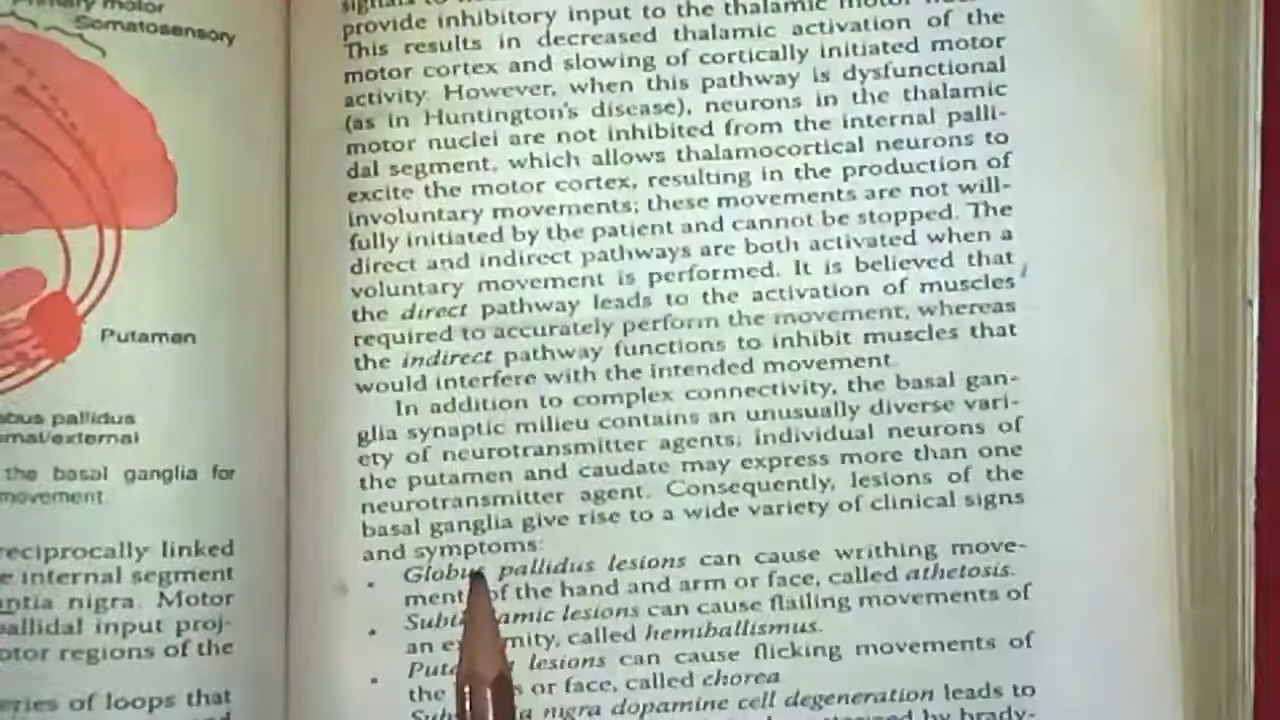 Primary motor
Somatosensory
Putamen
pallidus
the basal ganglia for
movement.
reciprocally linked
internal segment
nigra. Motor
input proj-
regions of the
of loops that
provide inhibitory input to the thalamic motor
This results in decreased thalamic activation of the
motor cortex and slowing of cortically initiated motor
activity. However, when this pathway is dysfunctional
(as in Huntington's disease), neurons in the thalamic
motor nuclei are not inhibited from the internal palli-
dal segment, which allows thalamocortical neurons to
excite the motor cortex, resulting in the production of
involuntary movements; these movements are not will-
fully initiated by the patient and cannot be stopped. The
direct and indirect pathways are both activated when a
voluntary movement is performed. It is believed that
the direct pathway leads to the activation of muscles
required to accurately perform the movement, whereas
the indirect pathway functions to inhibit muscles that
would interfere with the intended movement.
In addition to complex connectivity, the basal gan-
glia synaptic milieu contains an unusually diverse vari-
ety of neurotransmitter agents; individual neurons of
the putamen and caudate may express more than one
neurotransmitter agent. Consequently, lesions of the
basal ganglia give rise to a wide variety of clinical signs
and symptoms:
• Globus pallidus lesions can cause writhing move-
ment of the hand and arm or face, called athetosis.
• lesions can cause flailing movements of
an called hemiballismus.
• lesions can cause flicking movements of
the or face, called chorea
nigra dopamine cell degeneration leads to
by brady-